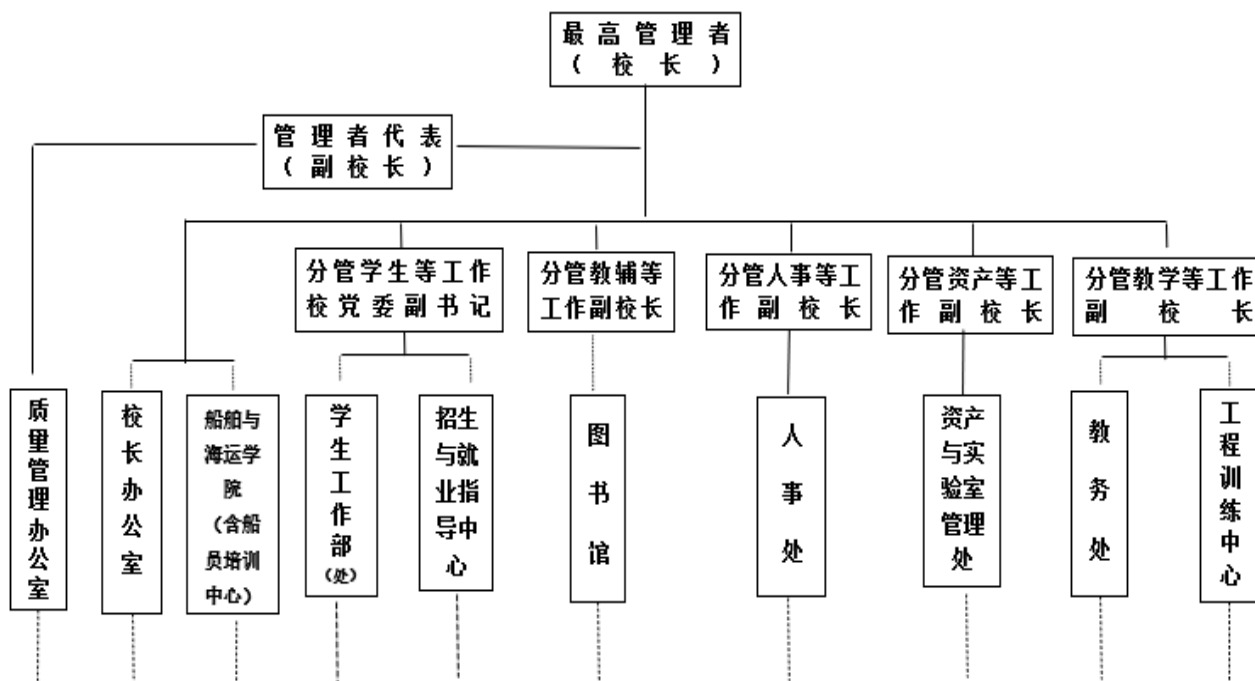 最高管理者
（校长）
管理者代表
（副校长）
分管学生等工作
校党委副书记
分管教辅等
工作副校长
分管人事等工
作副校长
分管资产等工
作副校长
分管教学等工作
副校长
质量管理办公室
校长办公室
船舶与
海运学
院
（含船
员培训
中心）
学生工作部
（处）
招生
与就
业指
导中
心
图书馆
人事处
资产
与实
验室
管理
处
教务处
工程训练中心